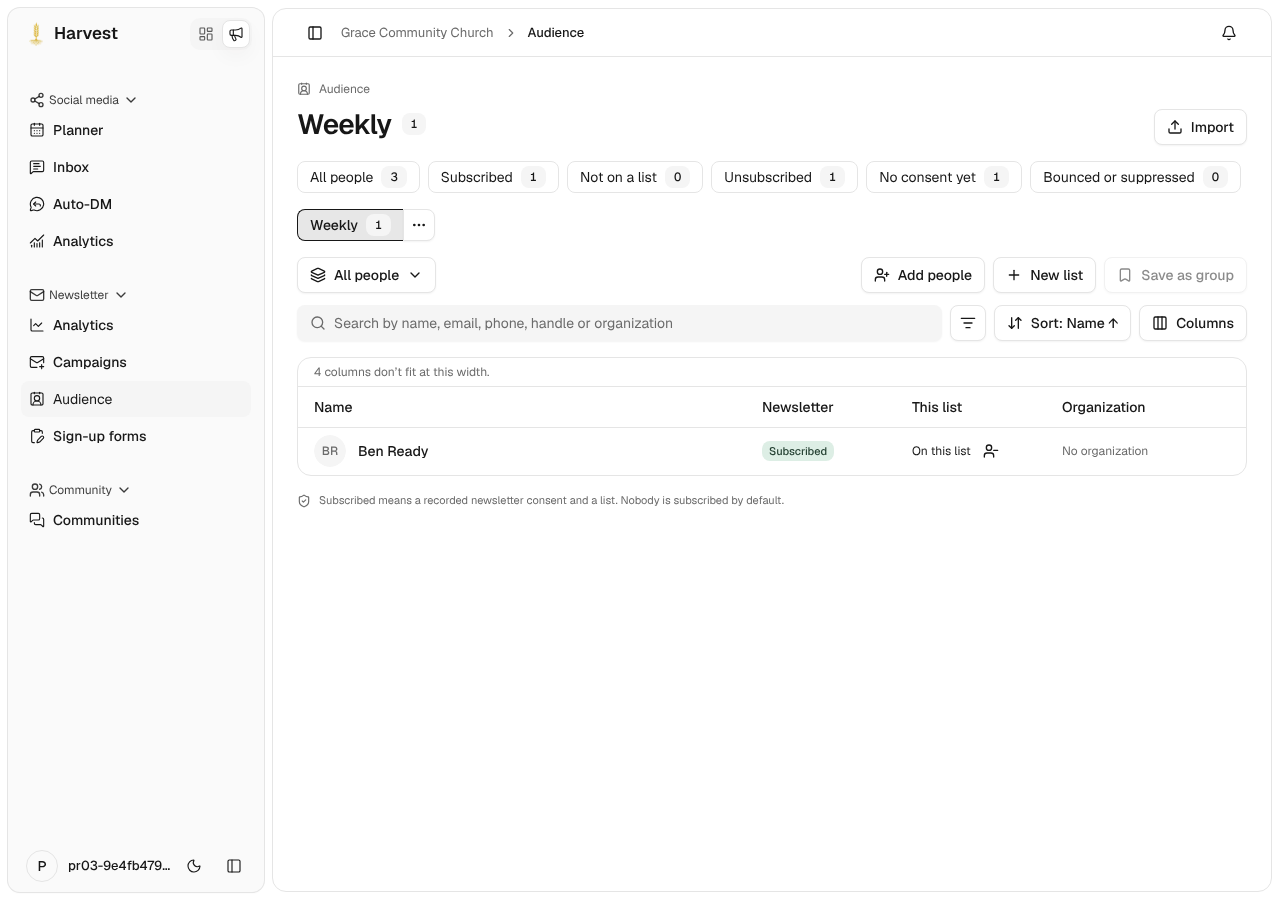 Harvest
Social media
Planner
Inbox
Auto-DM
Analytics
Newsletter
Analytics
Campaigns
Audience
Sign-up forms
Community
Communities
P pr03-9e4fb479...
Grace Community Church > Audience
Audience
Weekly 1
Import
All people 3 Subscribed 1 Not on a list 0 Unsubscribed 1 No consent yet 1 Bounced or suppressed 0
Weekly 1 ...
All people Add people New list Save as group
Search by name, email, phone, handle or organization Sort: Name ↑ Columns
4 columns don’t fit at this width.
Name Newsletter This list Organization
BR Ben Ready Subscribed On this list No organization
Subscribed means a recorded newsletter consent and a list. Nobody is subscribed by default.